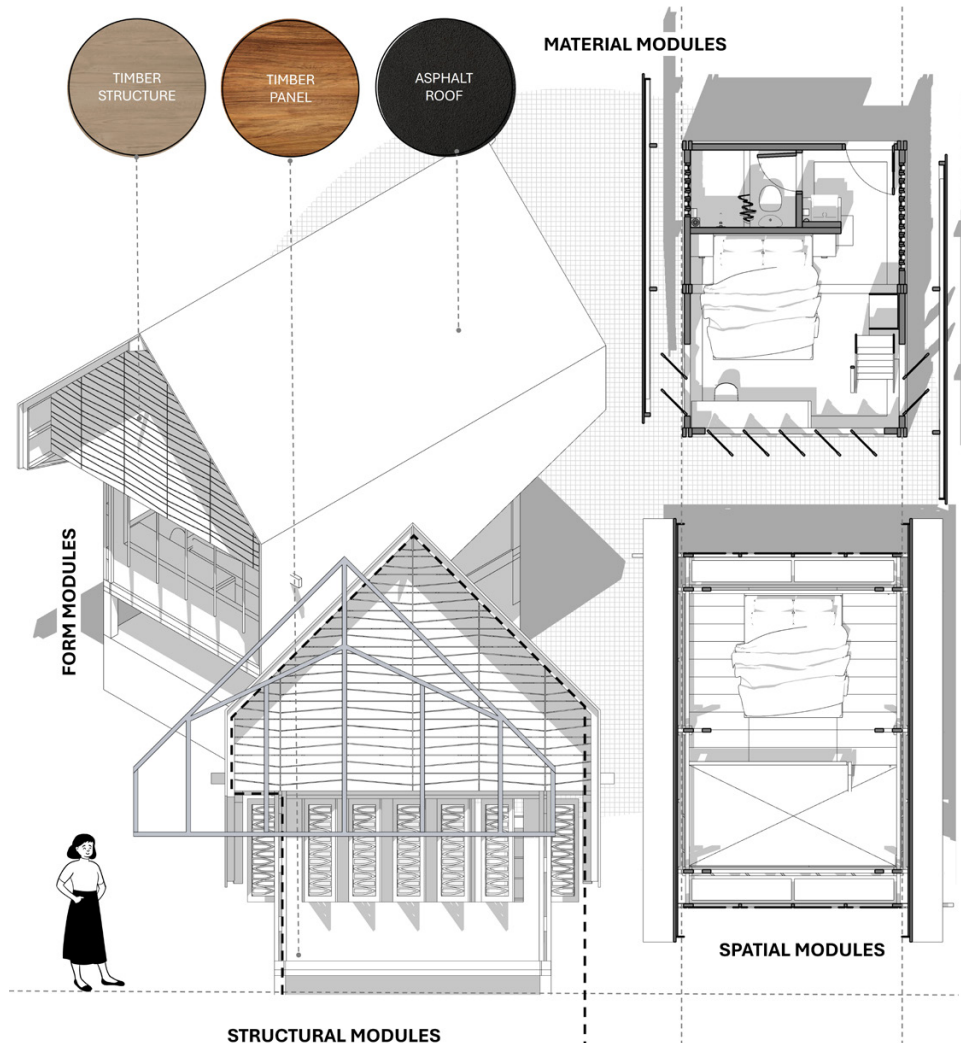 MATERIAL MODULES
TIMBER
STRUCTURE
TIMBER
PANEL
ASPHALT
ROOF
FORM MODULES
SPATIAL MODULES
STRUCTURAL MODULES